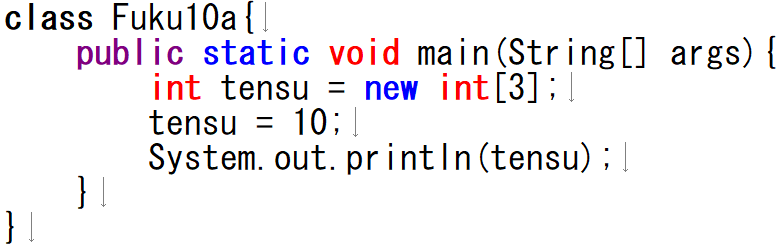 class Fuku10a{↓
    public static void main(String[] args){
        int tensu = new int[3];↓
        tensu = 10;↓
        System.out.println(tensu);↓
    }↓
}↓